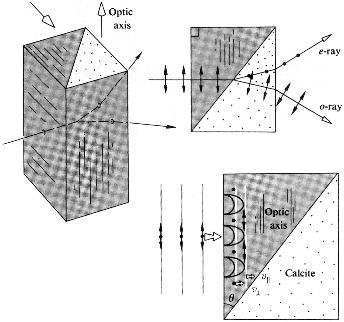 Optic
axis
e-ray
o-ray
Optic
axis
Calcite
v∥
v⊥
θ